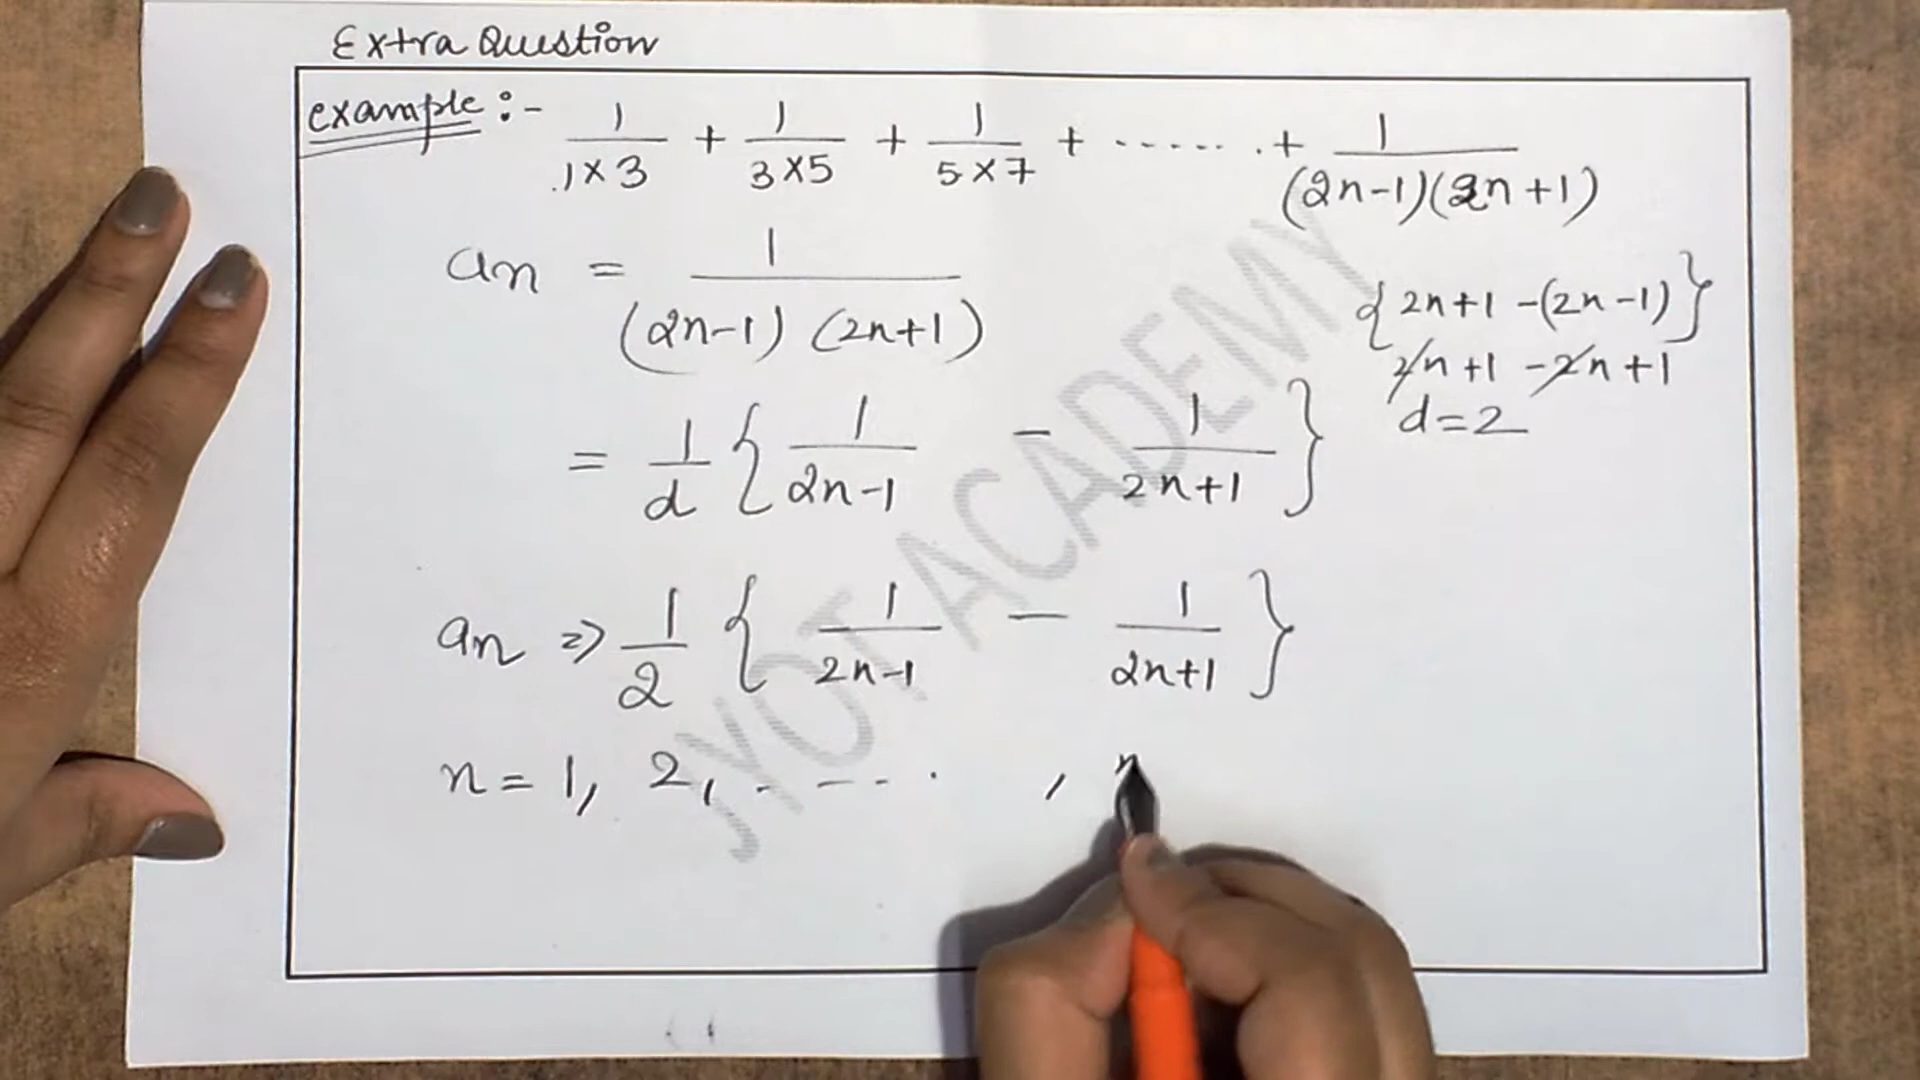 Extra Question
example :- 1/1×3 + 1/3×5 + 1/5×7 + ...... + 1/(2n-1)(2n+1)
an = 1/(2n-1) (2n+1)
{2n+1 -(2n-1)}
2n+1 -2n+1
d=2
= 1/d { 1/2n-1 - 1/2n+1 }
an => 1/2 { 1/2n-1 - 1/2n+1 }
n = 1, 2, . -- - . , n
JYOT ACADEMY